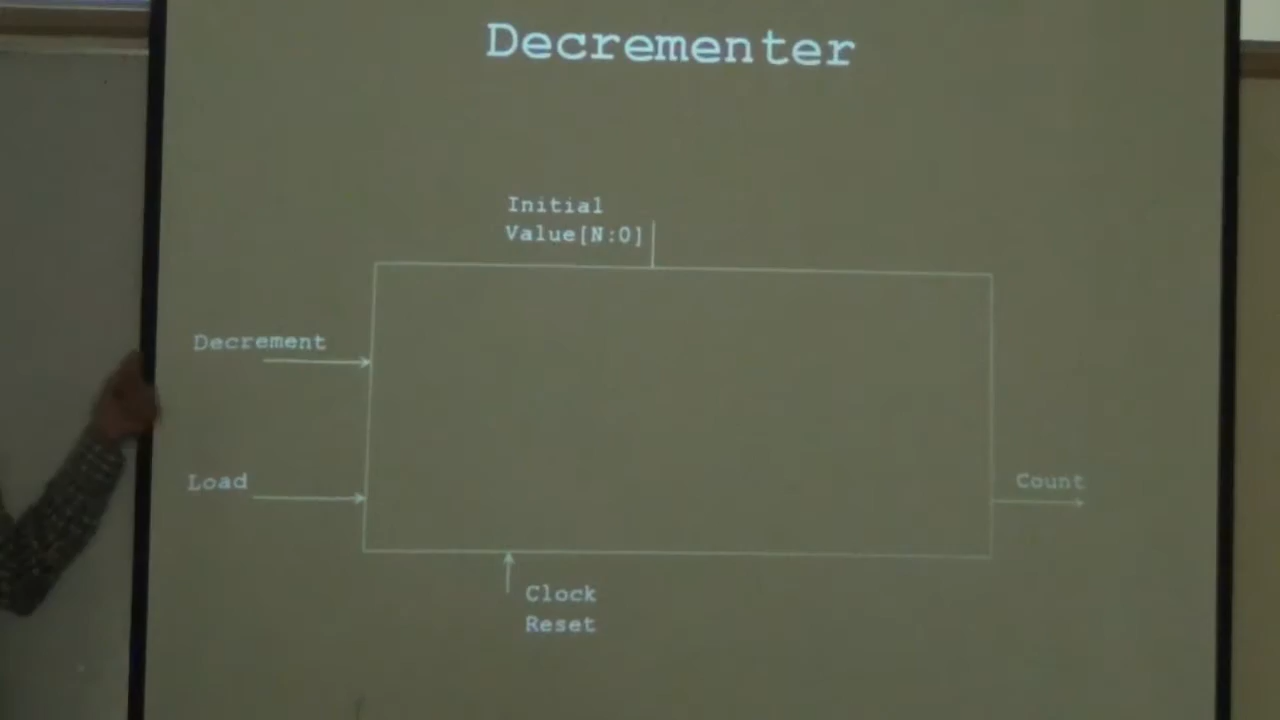 Decrementer
Initial
Value[N:0]
Decrement
Load
Count
Clock
Reset